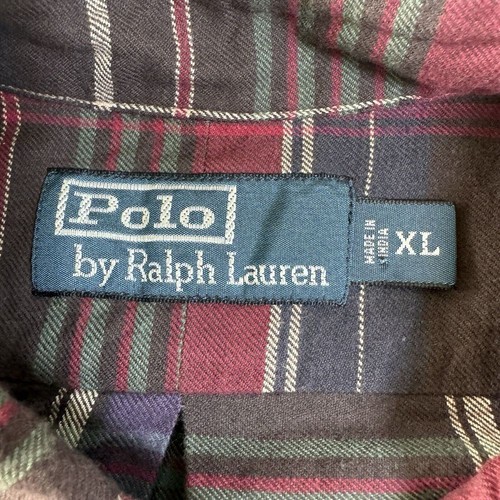 Polo
by Ralph Lauren
MADE IN
INDIA
XL